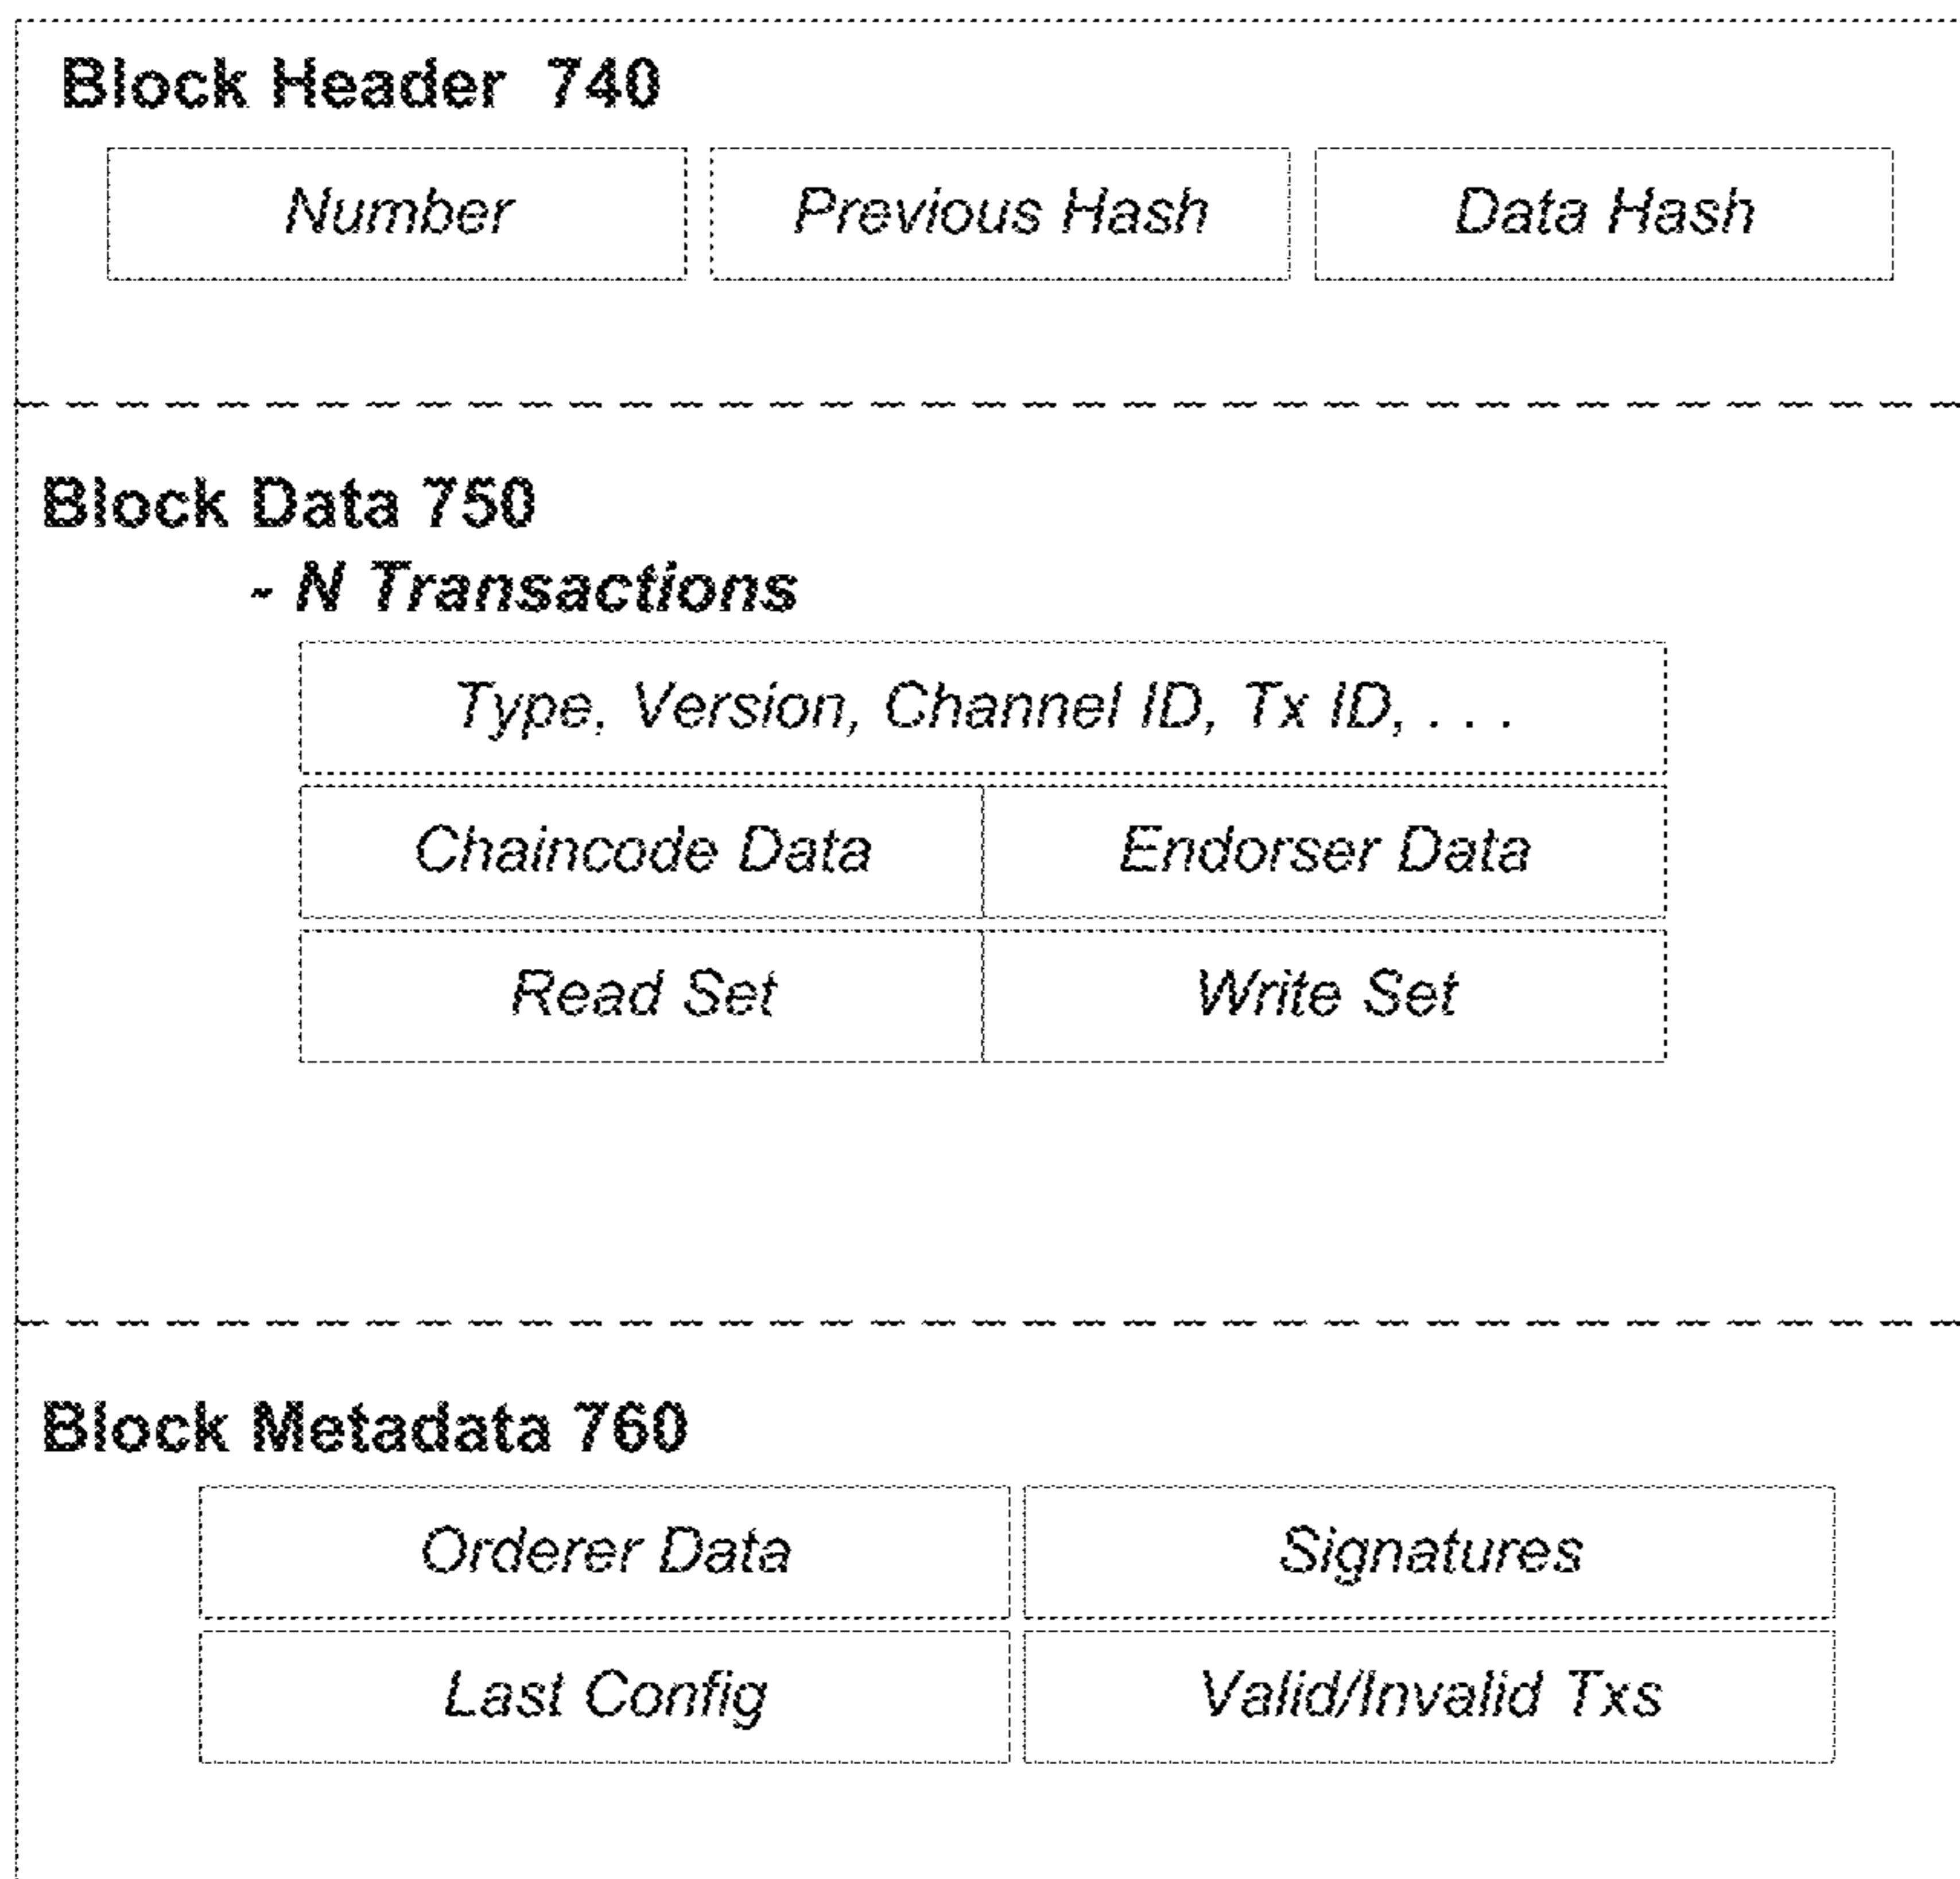 Block Header 740
Number Previous Hash Data Hash
Block Data 750
- N Transactions
Type, Version, Channel ID, Tx ID, . . .
Chaincode Data Endorser Data
Read Set Write Set
Block Metadata 760
Orderer Data Signatures
Last Config Valid/Invalid Txs